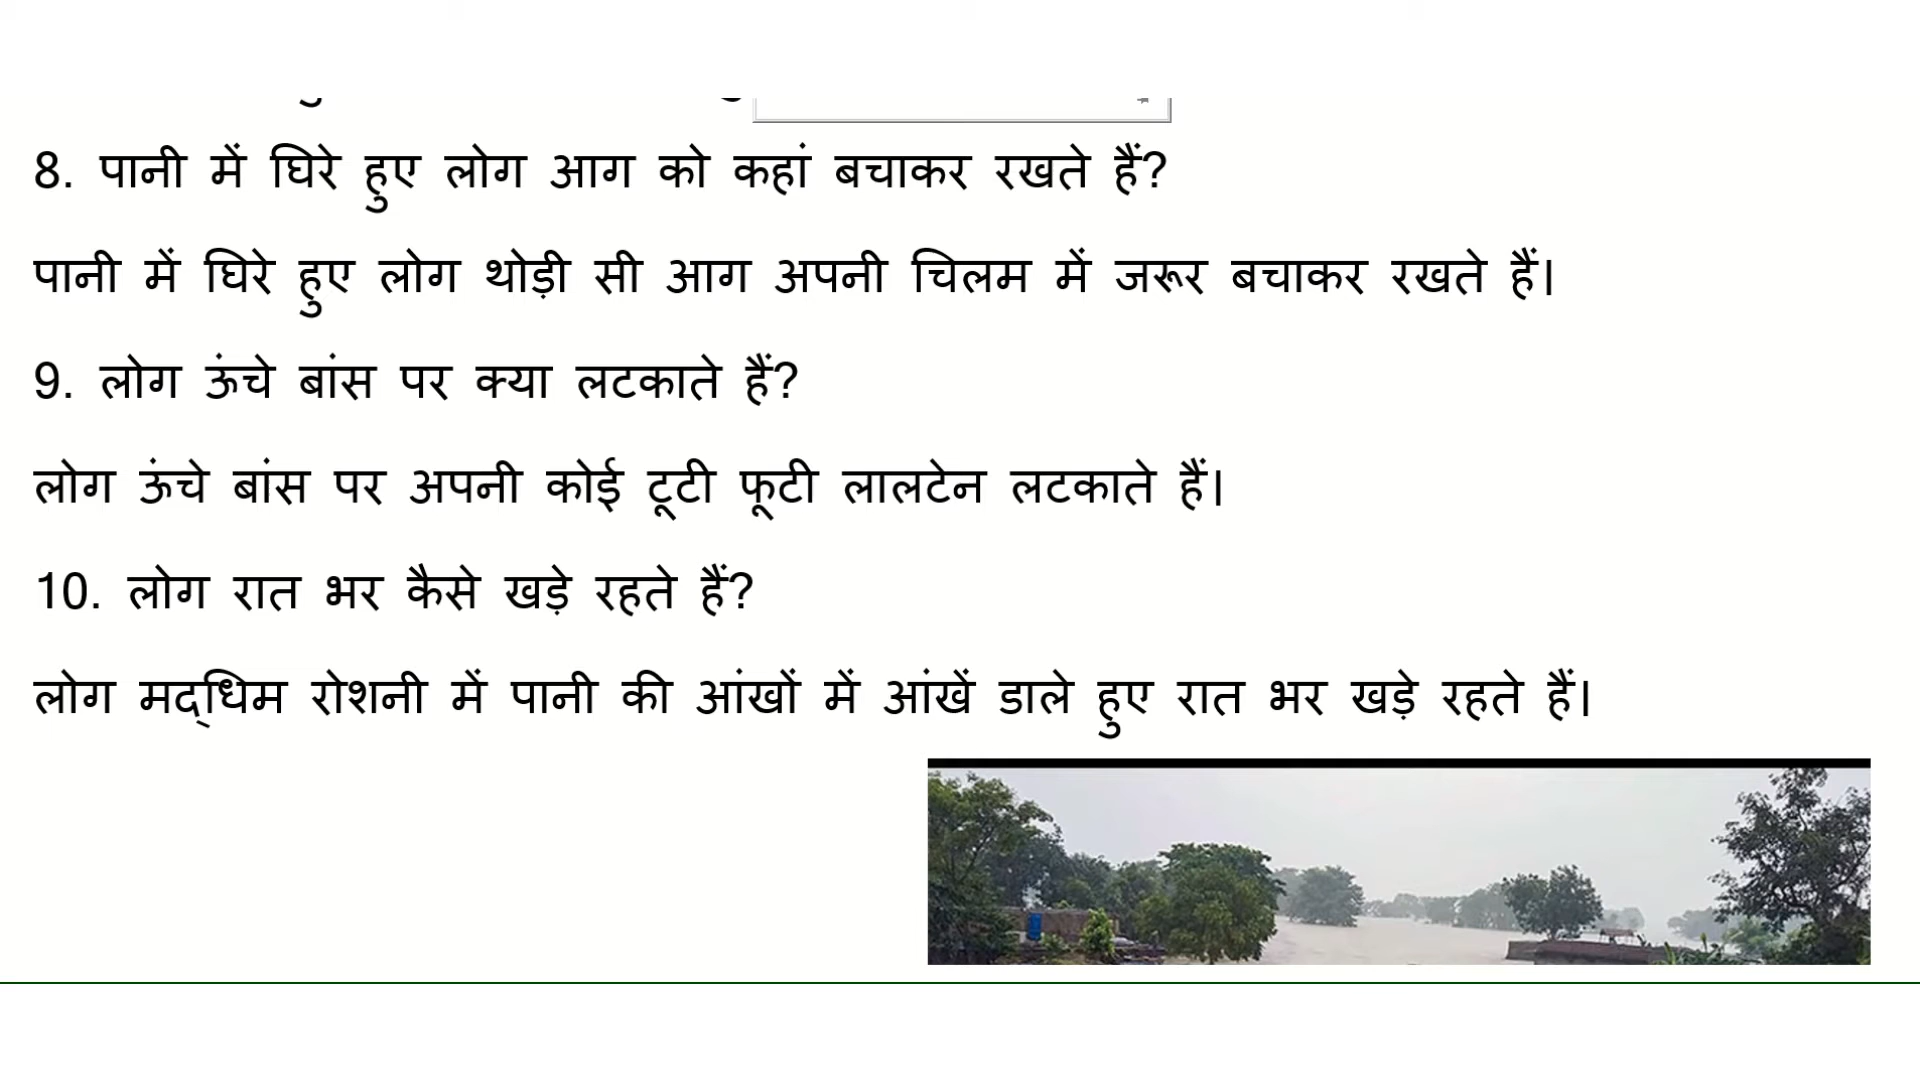 8. पानी में घिरे हुए लोग आग को कहां बचाकर रखते हैं?
पानी में घिरे हुए लोग थोड़ी सी आग अपनी चिलम में जरूर बचाकर रखते हैं।
9. लोग ऊंचे बांस पर क्या लटकाते हैं?
लोग ऊंचे बांस पर अपनी कोई टूटी फूटी लालटेन लटकाते हैं।
10. लोग रात भर कैसे खड़े रहते हैं?
लोग मद्धिम रोशनी में पानी की आंखों में आंखें डाले हुए रात भर खड़े रहते हैं।